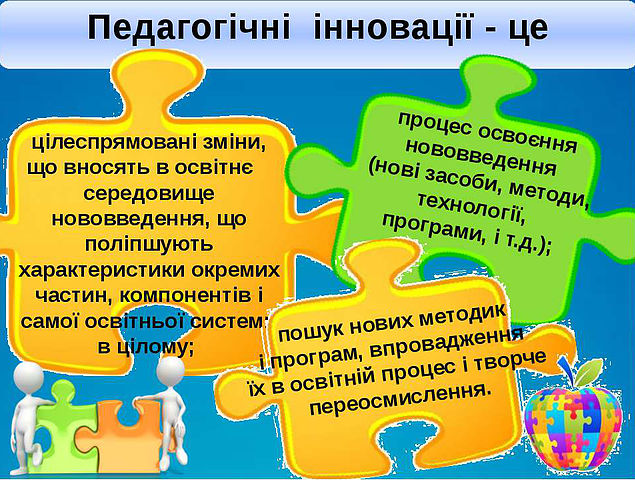 Педагогічні інновації - це
цілеспрямовані зміни,
що вносять в освітнє
середовище
нововведення, що
поліпшують
характеристики окремих
частин, компонентів і
самої освітньої систем;
в цілому;
процес освоєння
нововведення
(нові засоби, методи,
технології,
програми, і т.д.);
пошук нових методик
і програм, впровадження
їх в освітній процес і творче
переосмислення.